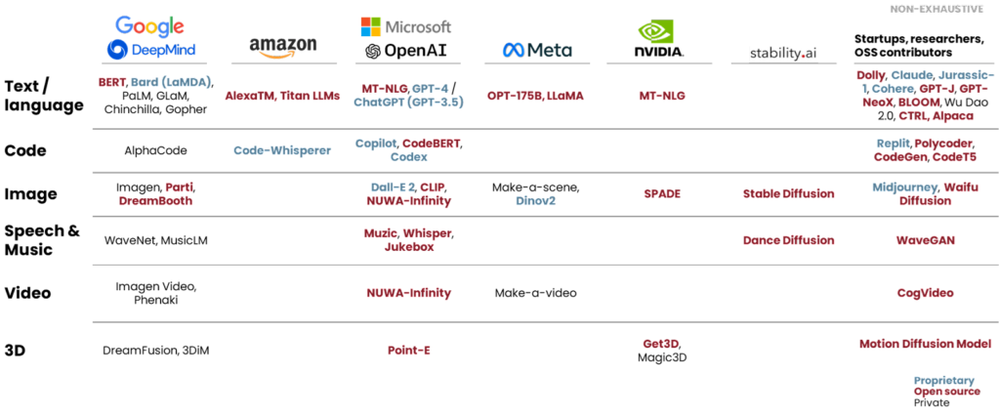 NON-EXHAUSTIVE
Google
DeepMind
amazon
Microsoft
OpenAI
Meta
NVIDIA.
stability.ai
Startups, researchers,
OSS contributors
Text /
language
BERT, Bard (LaMDA),
PaLM, GLaM,
Chinchilla, Gopher
AlexaTM, Titan LLMs
MT-NLG, GPT-4 /
ChatGPT (GPT-3.5)
OPT-175B, LLaMA
MT-NLG
Dolly, Claude, Jurassic-
1, Cohere, GPT-J, GPT-
NeoX, BLOOM, Wu Dao
2.0, CTRL, Alpaca
Code
AlphaCode
Code-Whisperer
Copilot, CodeBERT,
Codex
Replit, Polycoder,
CodeGen, CodeT5
Image
Imagen, Parti,
DreamBooth
Dall-E 2, CLIP,
NUWA-Infinity
Make-a-scene,
Dinov2
SPADE
Stable Diffusion
Midjourney, Waifu
Diffusion
Speech &
Music
WaveNet, MusicLM
Muzic, Whisper,
Jukebox
Dance Diffusion
WaveGAN
Video
Imagen Video,
Phenaki
NUWA-Infinity
Make-a-video
CogVideo
3D
DreamFusion, 3DiM
Point-E
Get3D,
Magic3D
Motion Diffusion Model
Proprietary
Open source
Private